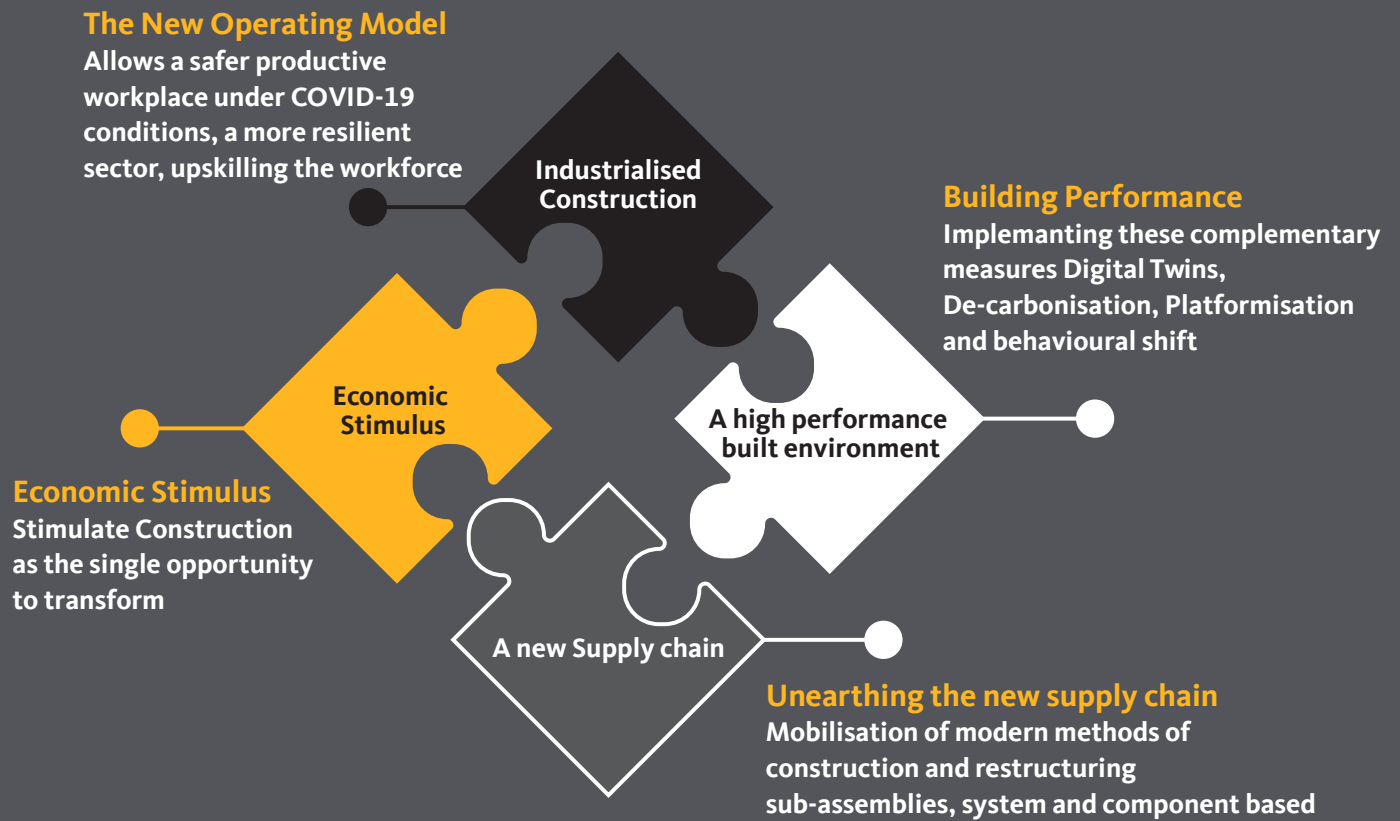 The New Operating Model
Allows a safer productive
workplace under COVID-19
conditions, a more resilient
sector, upskilling the workforce
Industrialised
Construction
Building Performance
Implemanting these complementary
measures Digital Twins,
De-carbonisation, Platformisation
and behavioural shift
Economic
Stimulus
A high performance
built environment
Economic Stimulus
Stimulate Construction
as the single opportunity
to transform
A new Supply chain
Unearthing the new supply chain
Mobilisation of modern methods of
construction and restructuring
sub-assemblies, system and component based